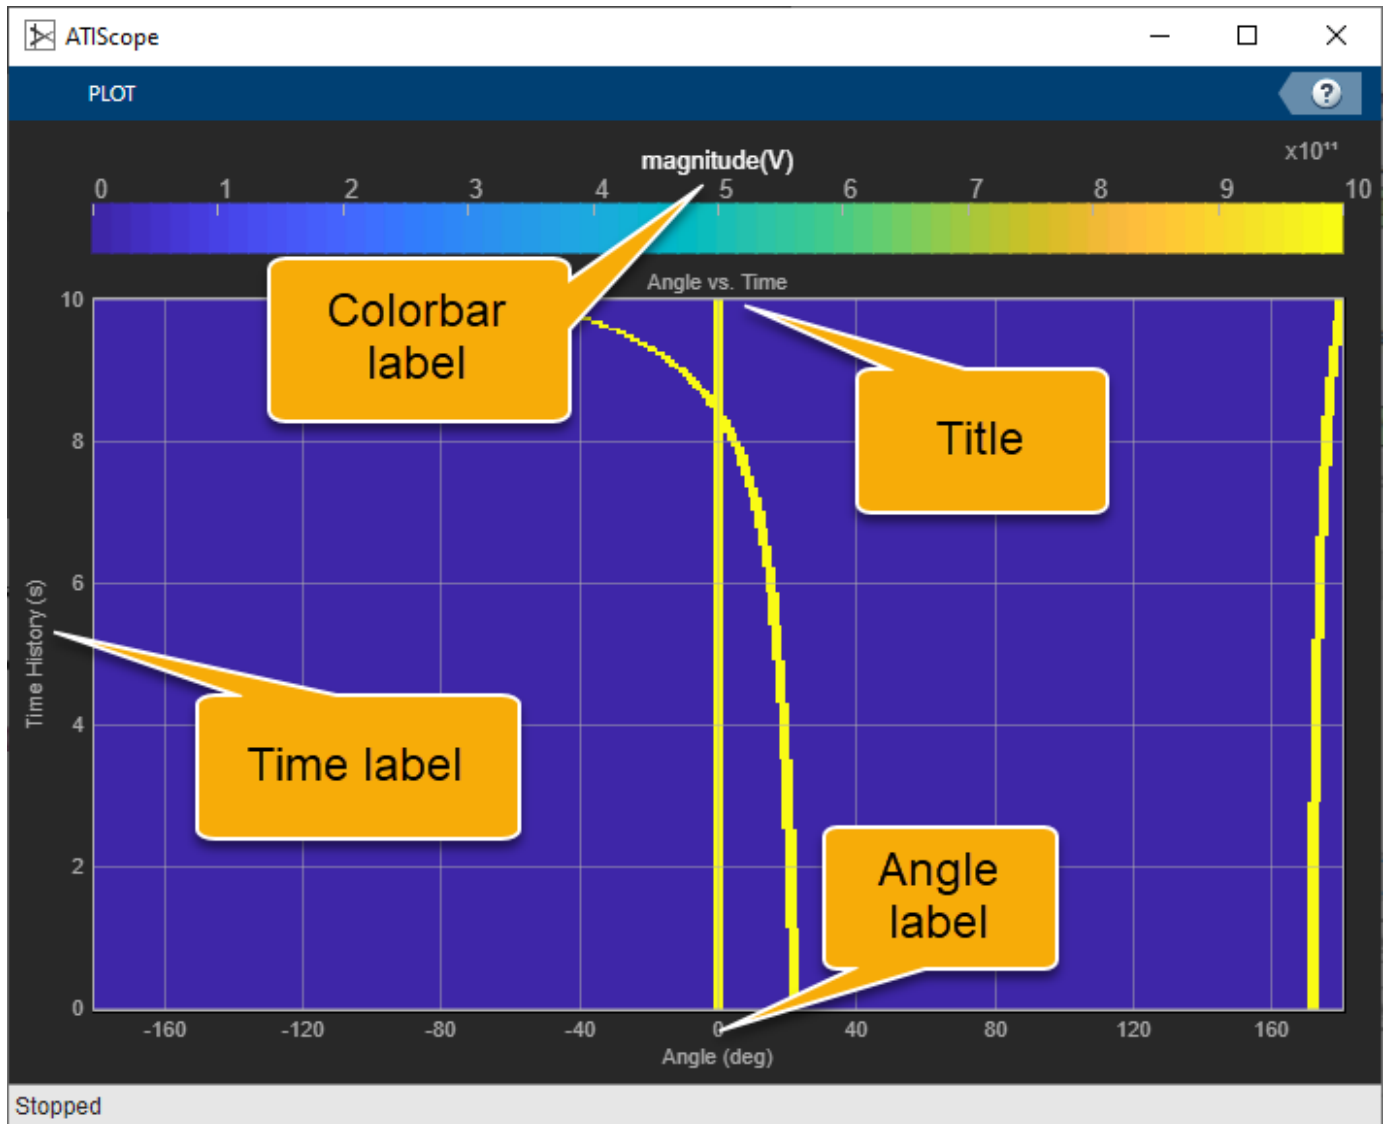 ATIScope
PLOT
?
magnitude(V)
x10¹¹
0 1 2 3 4 5 6 7 8 9 10
Angle vs. Time
Colorbar
label
Title
Time label
Angle
label
10
8
6
4
2
0
Time History (s)
-160 -120 -80 -40 0 40 80 120 160
Angle (deg)
Stopped